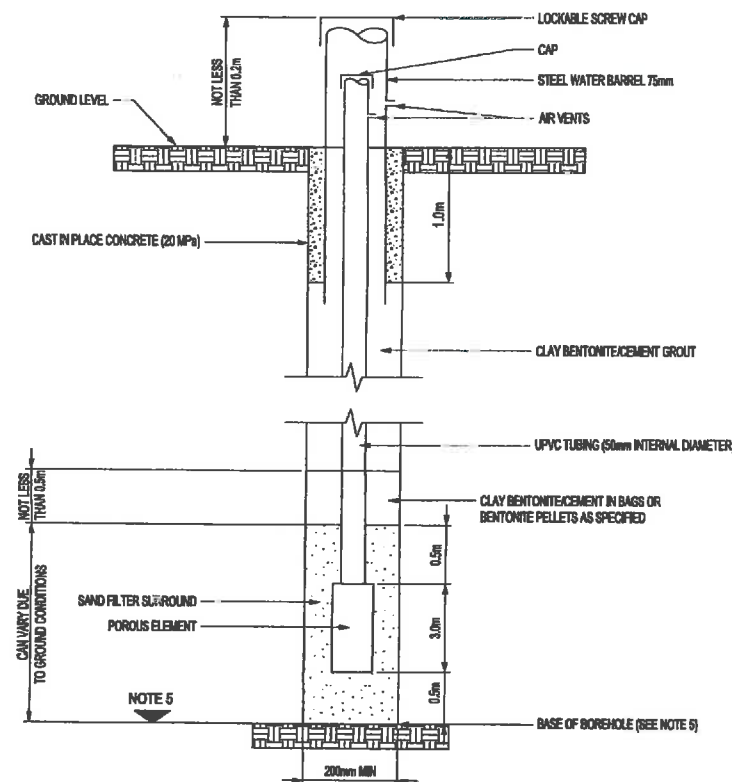 LOCKABLE SCREW CAP
CAP
STEEL WATER BARREL 75mm
AIR VENTS
NOT LESS
THAN 0.2m
GROUND LEVEL
1.0m
CAST IN PLACE CONCRETE (20 MPa)
CLAY BENTONITE/CEMENT GROUT
UPVC TUBING (50mm INTERNAL DIAMETER
NOT LESS
THAN 0.5m
CLAY BENTONITE/CEMENT IN BAGS OR
BENTONITE PELLETS AS SPECIFIED
0.5m
CAN VARY DUE
TO GROUND CONDITIONS
SAND FILTER SURROUND
POROUS ELEMENT
3.0m
0.5m
NOTE 5
BASE OF BOREHOLE (SEE NOTE 5)
200mm MIN